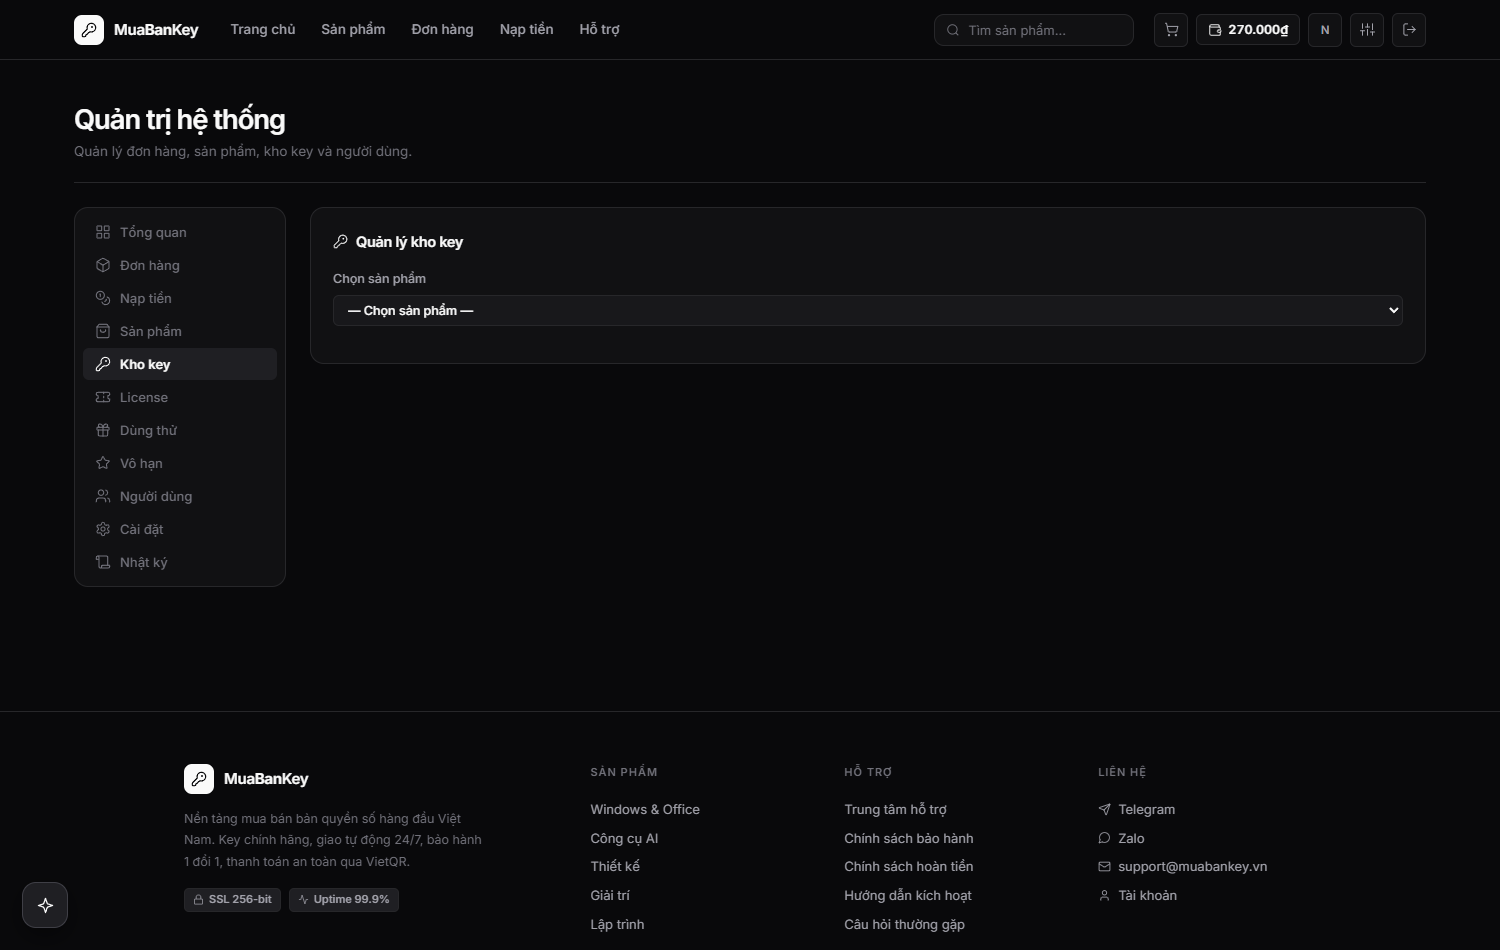 MuaBanKey
Trang chủ
Sản phẩm
Đơn hàng
Nạp tiền
Hỗ trợ
Tìm sản phẩm...
270.000₫
N
Quản trị hệ thống
Quản lý đơn hàng, sản phẩm, kho key và người dùng.
Tổng quan
Đơn hàng
Nạp tiền
Sản phẩm
Kho key
License
Dùng thử
Vô hạn
Người dùng
Cài đặt
Nhật ký
Quản lý kho key
Chọn sản phẩm
— Chọn sản phẩm —
MuaBanKey
Nền tảng mua bán bản quyền số hàng đầu Việt
Nam. Key chính hãng, giao tự động 24/7, bảo hành
1 đổi 1, thanh toán an toàn qua VietQR.
SSL 256-bit
Uptime 99.9%
SẢN PHẨM
Windows & Office
Công cụ AI
Thiết kế
Giải trí
Lập trình
HỖ TRỢ
Trung tâm hỗ trợ
Chính sách bảo hành
Chính sách hoàn tiền
Hướng dẫn kích hoạt
Câu hỏi thường gặp
LIÊN HỆ
Telegram
Zalo
support@muabankey.vn
Tài khoản